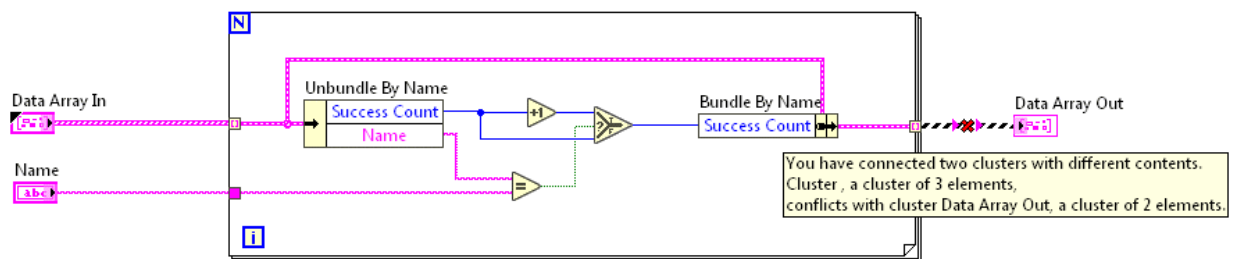 N
Data Array In
Unbundle By Name
Success Count
Name
+1
?
T
F
Bundle By Name
Success Count
Data Array Out
Name
abc
=
i
You have connected two clusters with different contents.
Cluster , a cluster of 3 elements,
conflicts with cluster Data Array Out, a cluster of 2 elements.